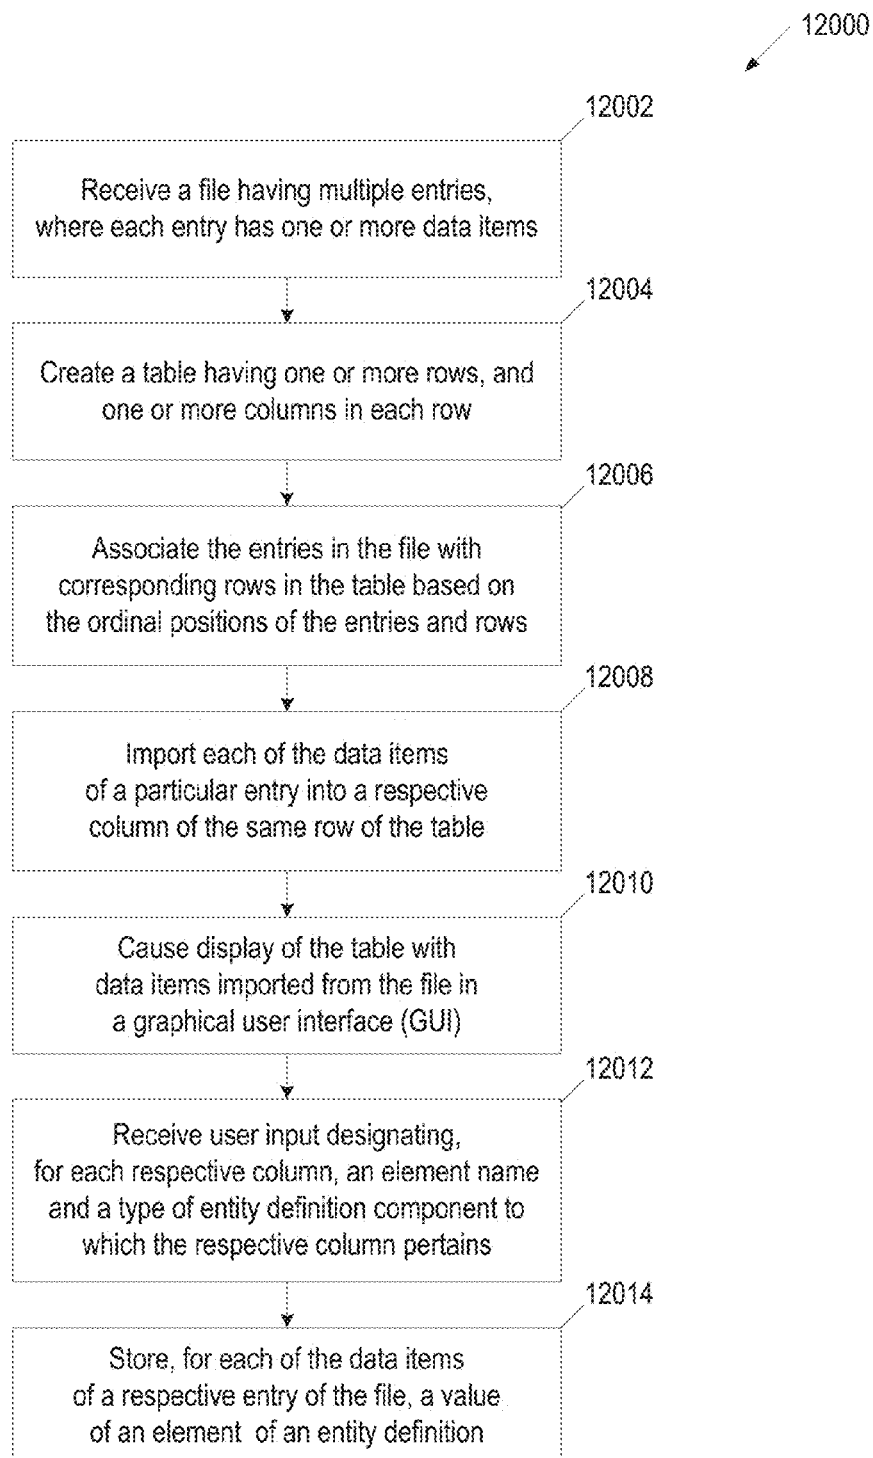 12000
12002
Receive a file having multiple entries,
where each entry has one or more data items
12004
Create a table having one or more rows, and
one or more columns in each row
12006
Associate the entries in the file with
corresponding rows in the table based on
the ordinal positions of the entries and rows
12008
Import each of the data items
of a particular entry into a respective
column of the same row of the table
12010
Cause display of the table with
data items imported from the file in
a graphical user interface (GUI)
12012
Receive user input designating,
for each respective column, an element name
and a type of entity definition component to
which the respective column pertains
12014
Store, for each of the data items
of a respective entry of the file, a value
of an element of an entity definition